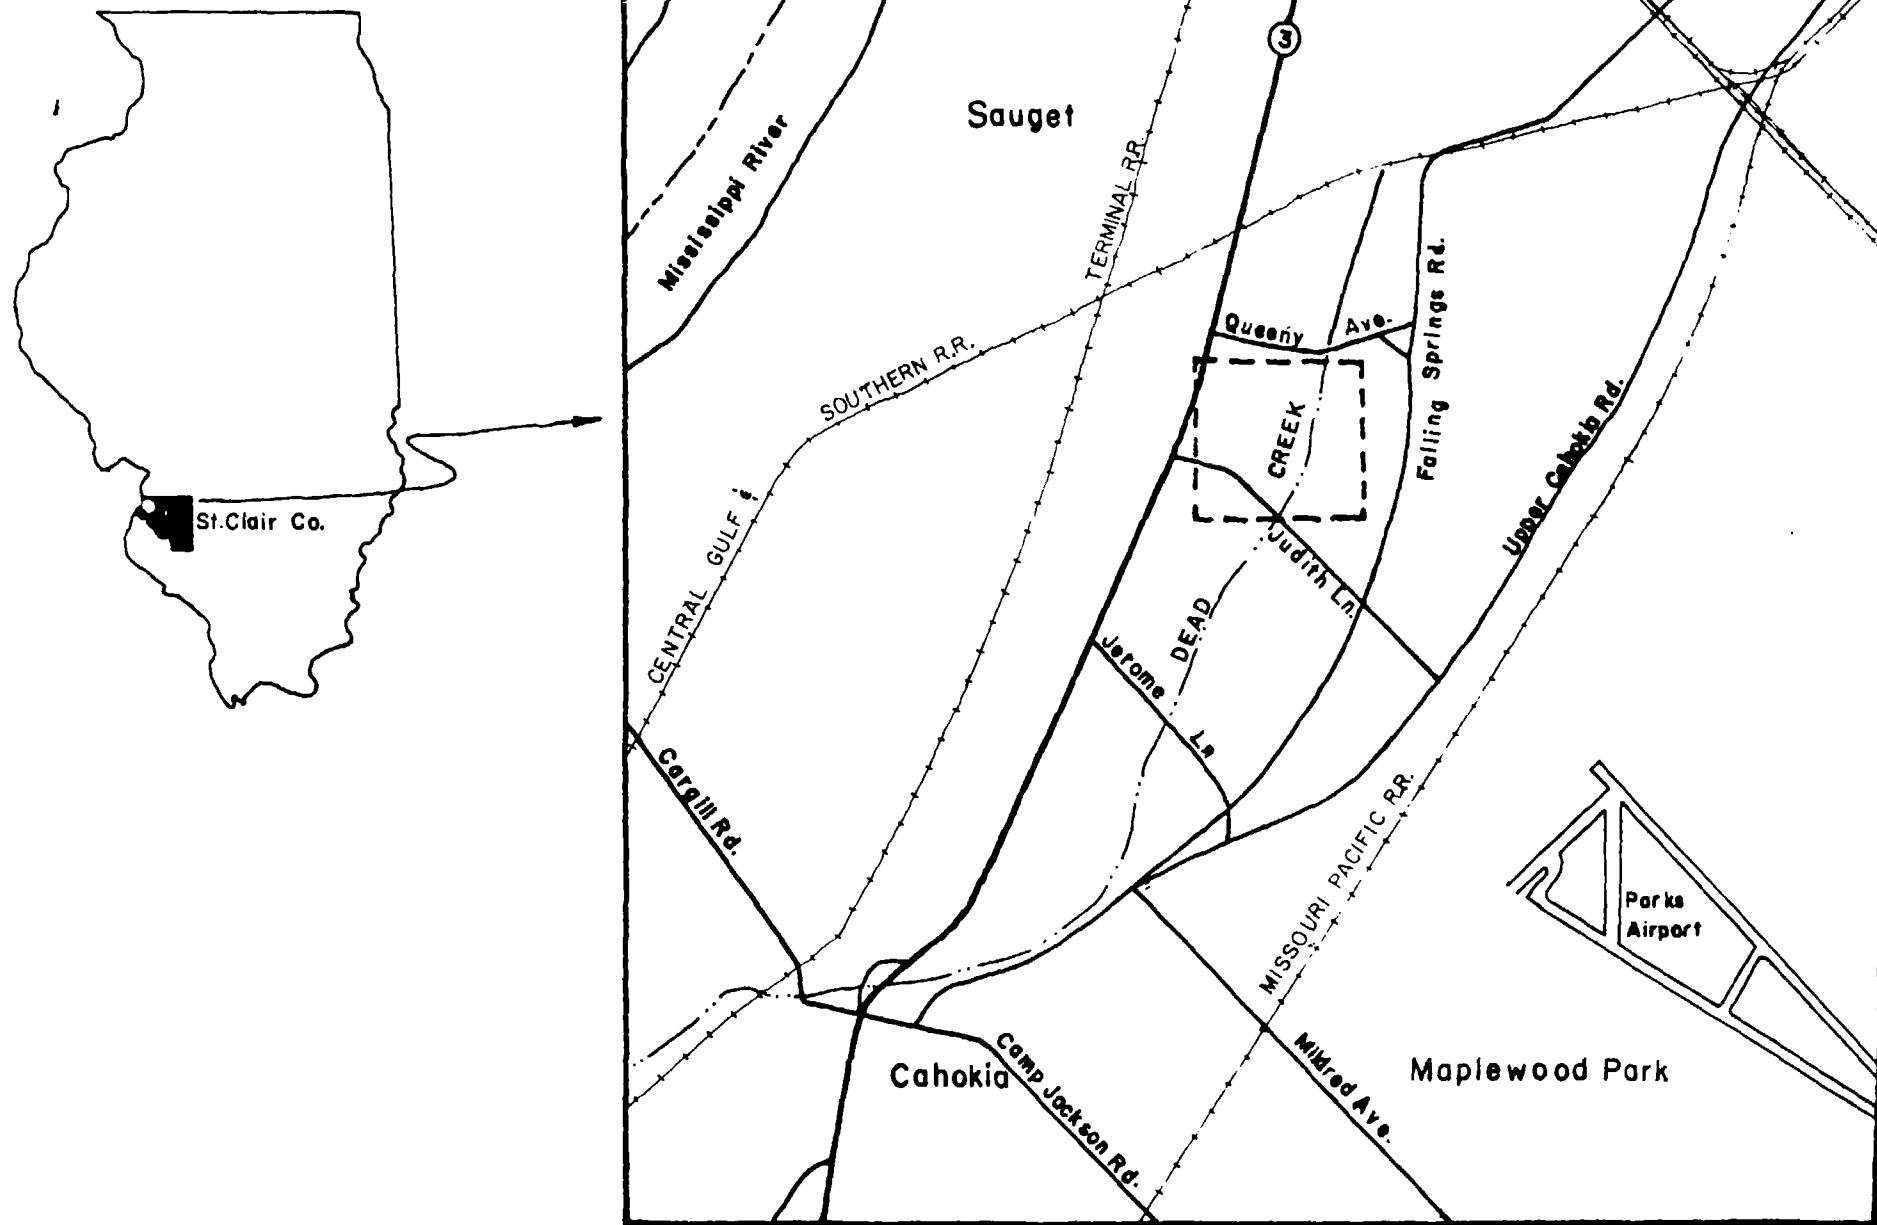 3
Sauget
Mississippi River
TERMINAL RR.
SOUTHERN R.R.
Queeny Ave.
Falling Springs Rd.
CREEK
Upper Cahokia Rd.
St. Clair Co.
CENTRAL GULF &
Judith Ln.
DEAD
Jerome Ln
Cargill Rd.
MISSOURI PACIFIC R.R.
Parks
Airport
Cahokia
Camp Jackson Rd.
Mildred Ave.
Maplewood Park